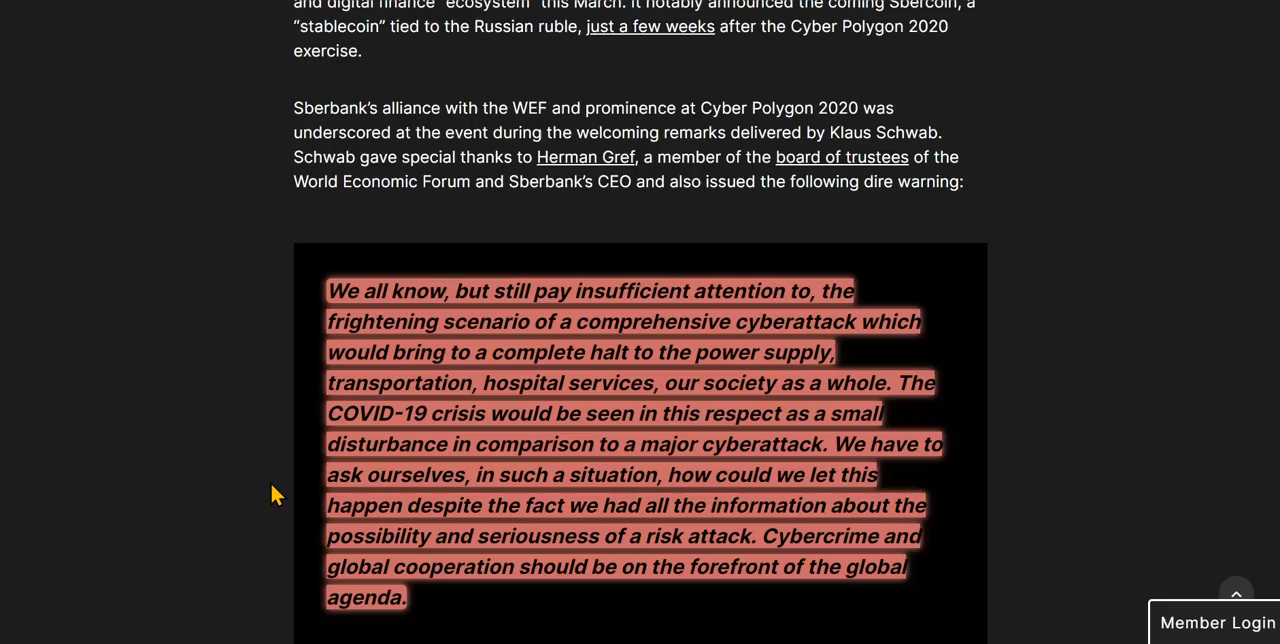 and digital finance “ecosystem” this March. It notably announced the coming Sbercoin, a
“stablecoin” tied to the Russian ruble, just a few weeks after the Cyber Polygon 2020
exercise.
Sberbank’s alliance with the WEF and prominence at Cyber Polygon 2020 was
underscored at the event during the welcoming remarks delivered by Klaus Schwab.
Schwab gave special thanks to Herman Gref, a member of the board of trustees of the
World Economic Forum and Sberbank’s CEO and also issued the following dire warning:
We all know, but still pay insufficient attention to, the
frightening scenario of a comprehensive cyberattack which
would bring to a complete halt to the power supply,
transportation, hospital services, our society as a whole. The
COVID-19 crisis would be seen in this respect as a small
disturbance in comparison to a major cyberattack. We have to
ask ourselves, in such a situation, how could we let this
happen despite the fact we had all the information about the
possibility and seriousness of a risk attack. Cybercrime and
global cooperation should be on the forefront of the global
agenda.
Member Login